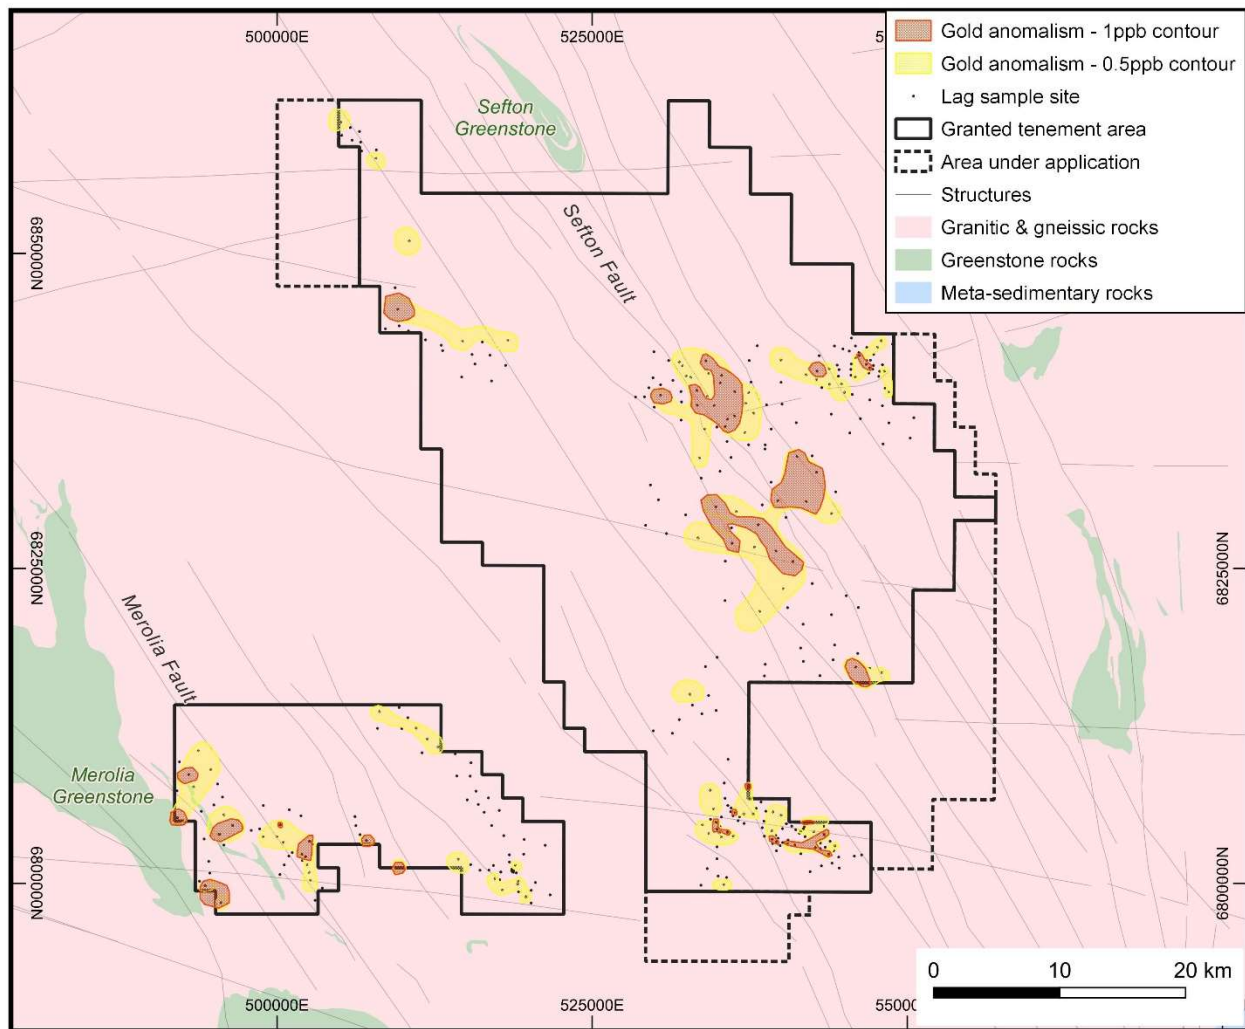 500000E
525000E
5
Gold anomalism - 1ppb contour
Gold anomalism - 0.5ppb contour
Lag sample site
Granted tenement area
Area under application
Structures
Granitic & gneissic rocks
Greenstone rocks
Meta-sedimentary rocks
Sefton
Greenstone
Sefton Fault
6850000N
6825000N
6825000N
Merolia Fault
Merolia
Greenstone
6800000N
6800000N
0
10
20 km
500000E
525000E
55000